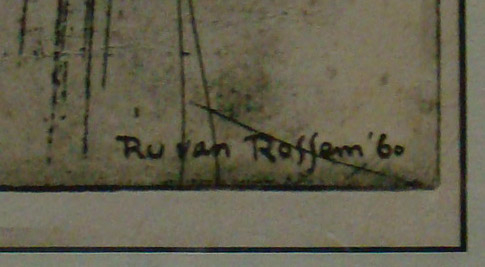 Ru van Rossem '60